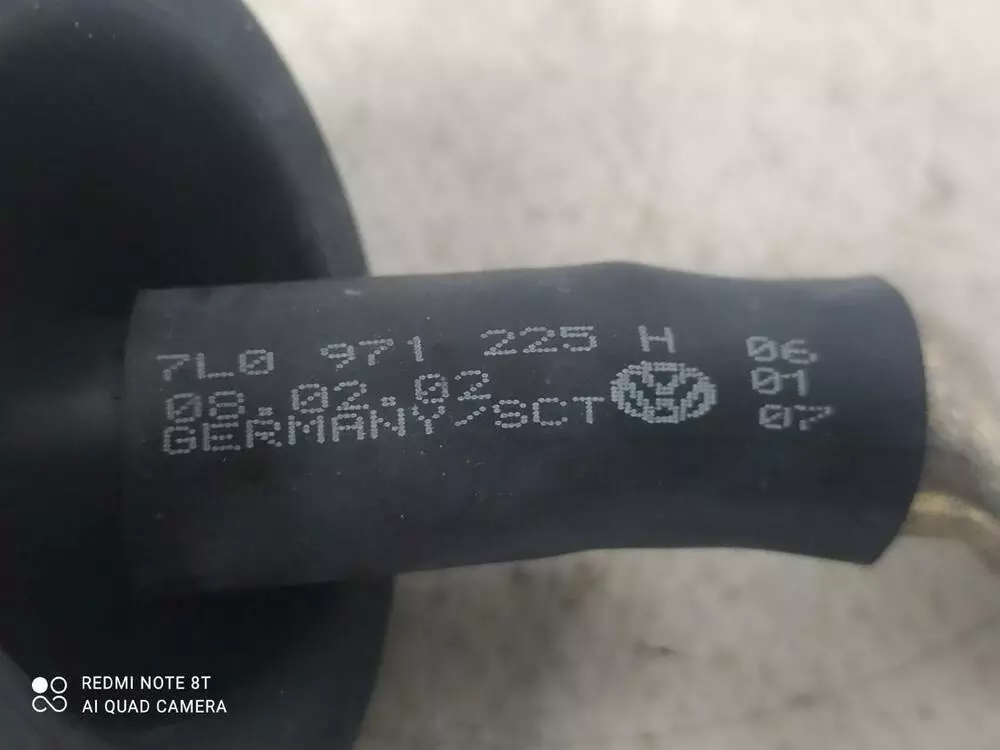 7L0 971 225 H
08.02.02
GERMANY/SCT
06
01
07
REDMI NOTE 8T
AI QUAD CAMERA